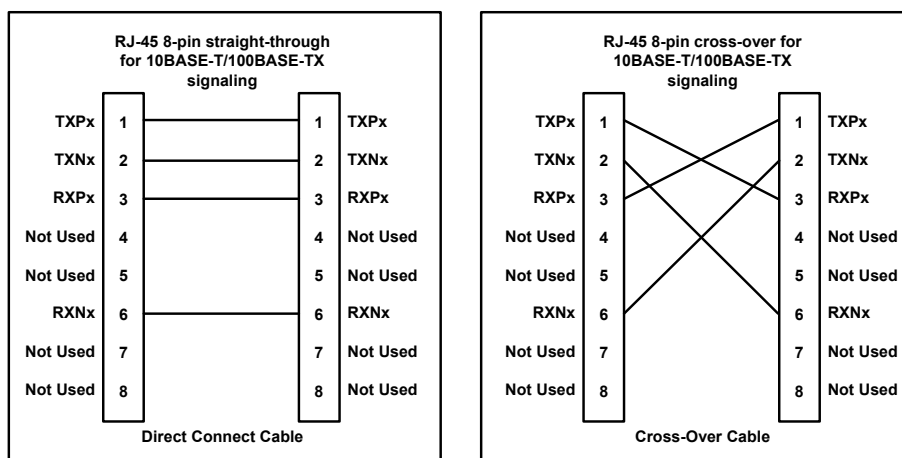 RJ-45 8-pin straight-through
for 10BASE-T/100BASE-TX
signaling
TXPx 1 1 TXPx
TXNx 2 2 TXNx
RXPx 3 3 RXPx
Not Used 4 4 Not Used
Not Used 5 5 Not Used
RXNx 6 6 RXNx
Not Used 7 7 Not Used
Not Used 8 8 Not Used
Direct Connect Cable
RJ-45 8-pin cross-over for
10BASE-T/100BASE-TX
signaling
TXPx 1 1 TXPx
TXNx 2 2 TXNx
RXPx 3 3 RXPx
Not Used 4 4 Not Used
Not Used 5 5 Not Used
RXNx 6 6 RXNx
Not Used 7 7 Not Used
Not Used 8 8 Not Used
Cross-Over Cable